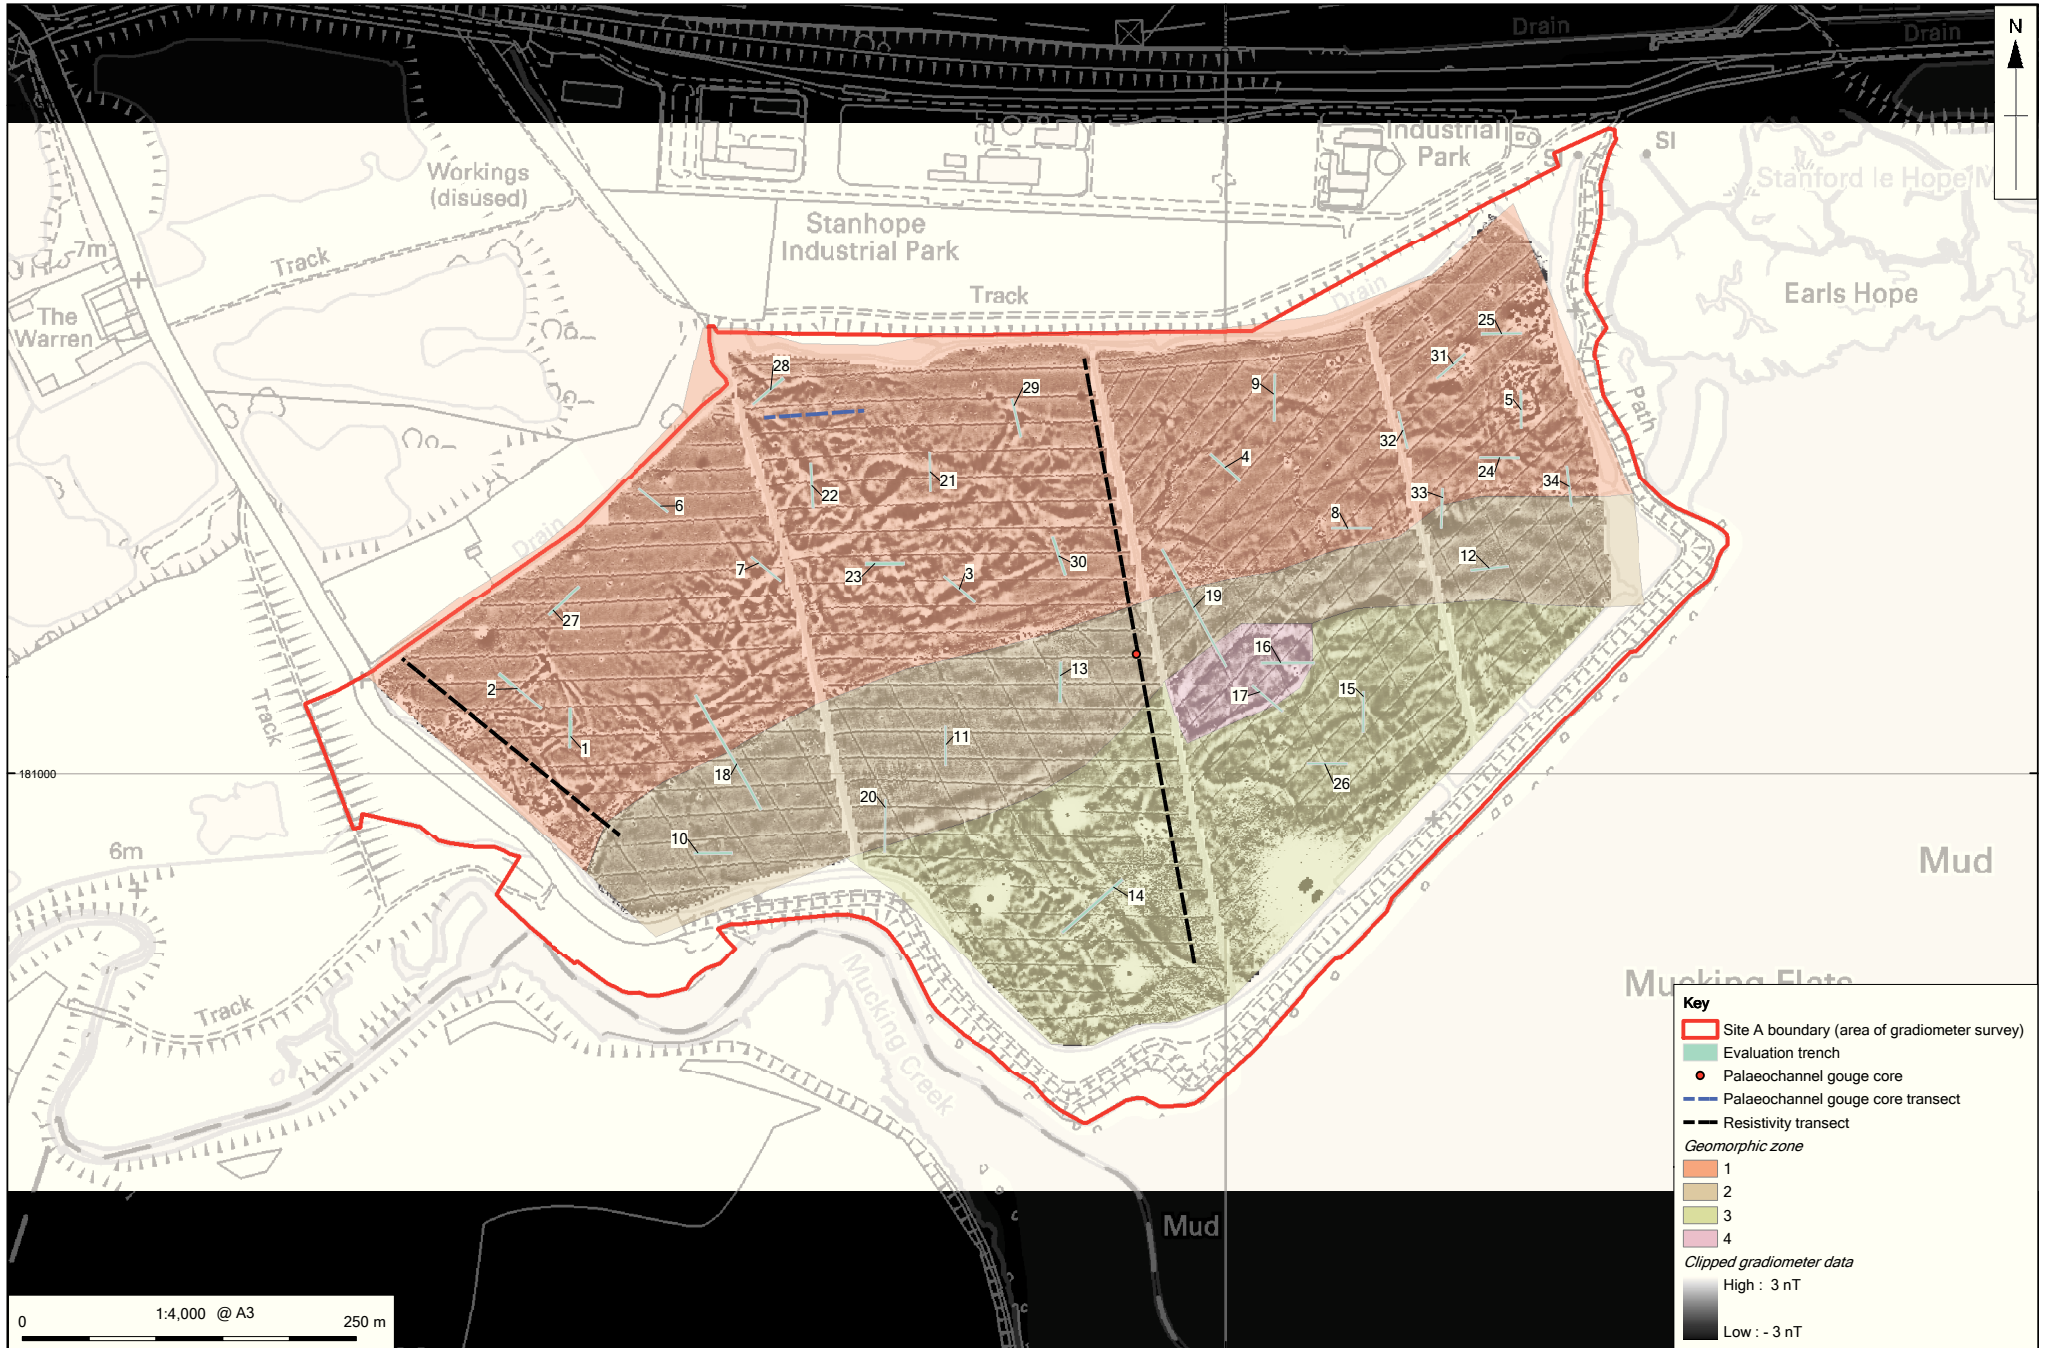 Drain
Drain
N
Industrial
Park
SI
Stanford le Hope M
Workings
(disused)
Stanhope
Industrial Park
7m
Track
The
Warren
Track
Earls Hope
Drain
Path
Drain
28
29
9
25
31
5
32
4
24
34
33
8
6
22
21
7
23
3
30
12
27
19
16
13
17
15
2
1
11
18
26
20
10
14
Track
181000
6m
Mud
Mucking Flats
Track
Mucking Creek
Mud
Key
Site A boundary (area of gradiometer survey)
Evaluation trench
Palaeochannel gouge core
Palaeochannel gouge core transect
Resistivity transect
Geomorphic zone
1
2
3
4
Clipped gradiometer data
High : 3 nT
Low : - 3 nT
1:4,000 @ A3
0 250 m